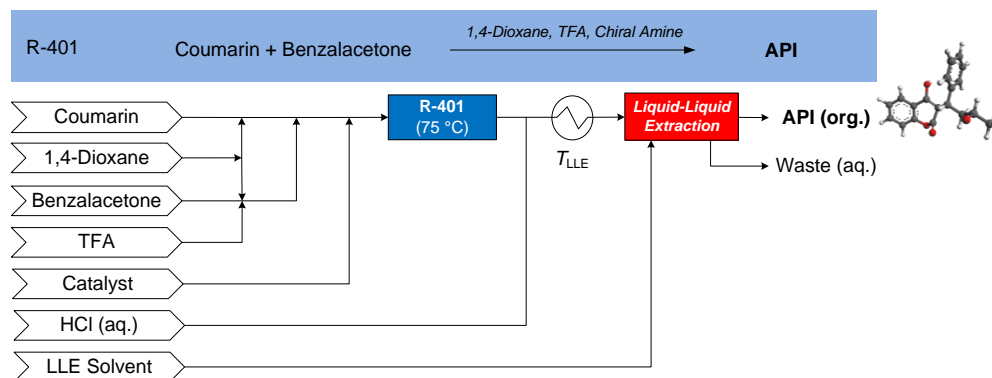 R-401
Coumarin + Benzalacetone
1,4-Dioxane, TFA, Chiral Amine
API
Coumarin
R-401
(75 °C)
Liquid-Liquid
Extraction
API (org.)
1,4-Dioxane
TLLE
Waste (aq.)
Benzalacetone
TFA
Catalyst
HCl (aq.)
LLE Solvent